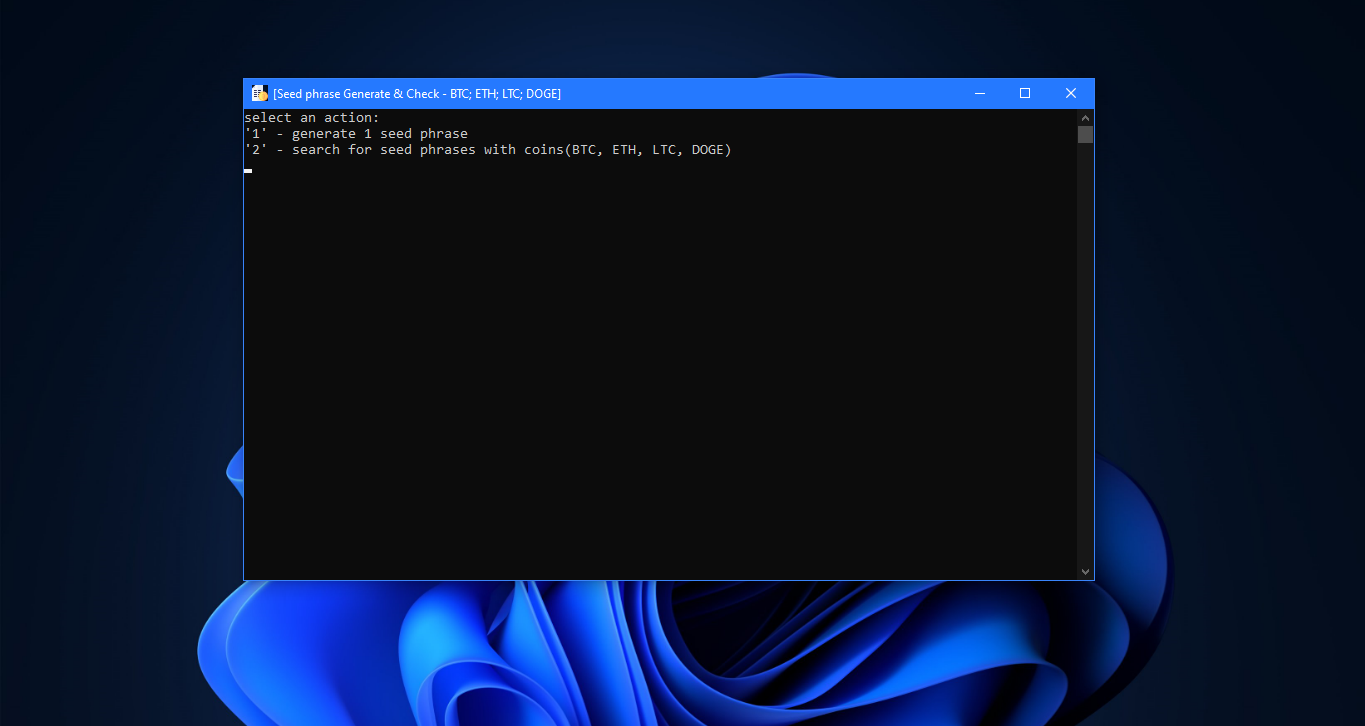 [Seed phrase Generate & Check - BTC; ETH; LTC; DOGE]
select an action:
'1' - generate 1 seed phrase
'2' - search for seed phrases with coins(BTC, ETH, LTC, DOGE)